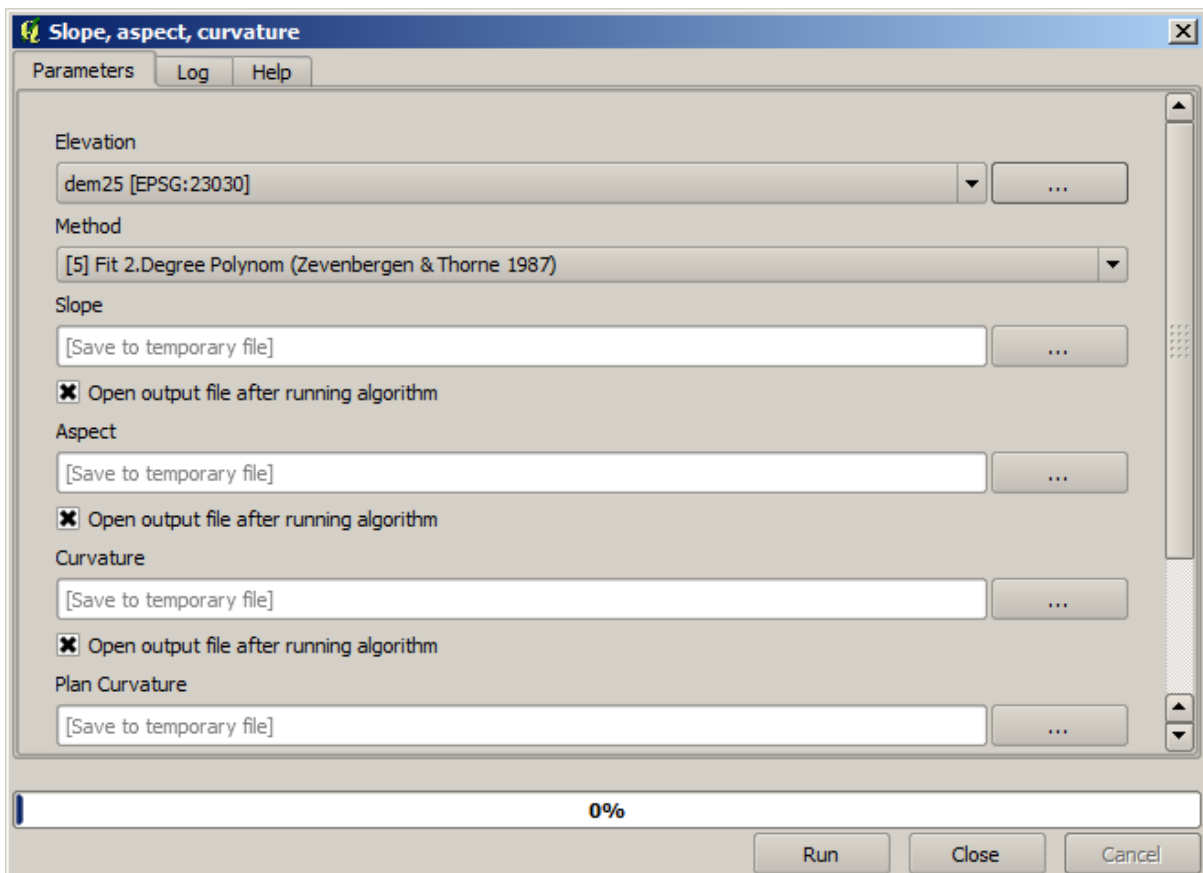 Slope, aspect, curvature
Parameters Log Help
Elevation
dem25 [EPSG:23030] ...
Method
[5] Fit 2.Degree Polynom (Zevenbergen & Thorne 1987)
Slope
[Save to temporary file] ...
Open output file after running algorithm
Aspect
[Save to temporary file] ...
Open output file after running algorithm
Curvature
[Save to temporary file] ...
Open output file after running algorithm
Plan Curvature
[Save to temporary file] ...
0%
Run Close Cancel